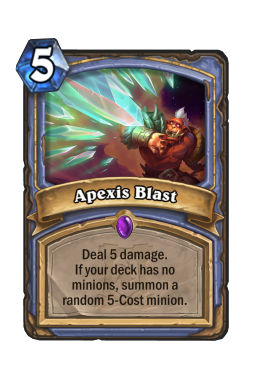 5
Apexis Blast
Deal 5 damage.
If your deck has no
minions, summon a
random 5-Cost minion.